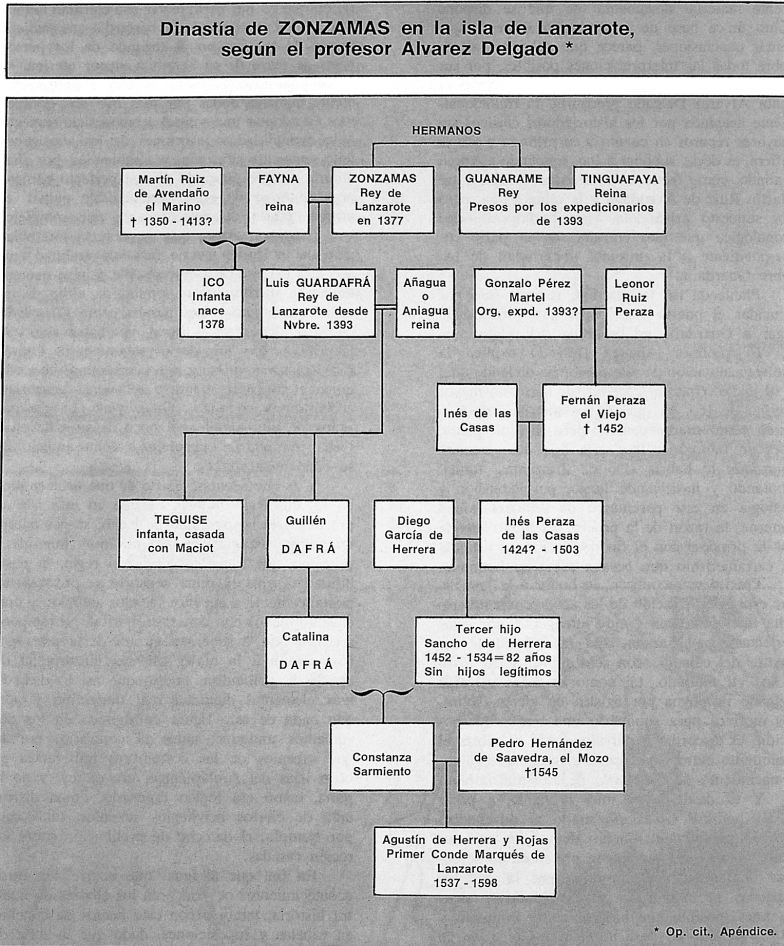 Dinastía de ZONZAMAS en la isla de Lanzarote,
según el profesor Alvarez Delgado *
HERMANOS
Martín Ruiz
de Avendaño
el Marino
† 1350 - 1413?
FAYNA
reina
ZONZAMAS
Rey de
Lanzarote
en 1377
GUANARAME TINGUAFAYA
Rey Reina
Presos por los expedicionarios
de 1393
ICO
Infanta
nace
1378
Luis GUARDAFRÁ
Rey de
Lanzarote desde
Nvbre. 1393
Añagua
o
Aniagua
reina
Gonzalo Pérez
Martel
Org. expd. 1393?
Leonor
Ruiz
Peraza
Inés de las
Casas
Fernán Peraza
el Viejo
† 1452
TEGUISE
infanta, casada
con Maciot
Guillén
DAFRÁ
Diego
García de
Herrera
Inés Peraza
de las Casas
1424? - 1503
Catalina
DAFRÁ
Tercer hijo
Sancho de Herrera
1452 - 1534=82 años
Sin hijos legítimos
Constanza
Sarmiento
Pedro Hernández
de Saavedra, el Mozo
†1545
Agustín de Herrera y Rojas
Primer Conde Marqués de
Lanzarote
1537 - 1598
* Op. cit., Apéndice.